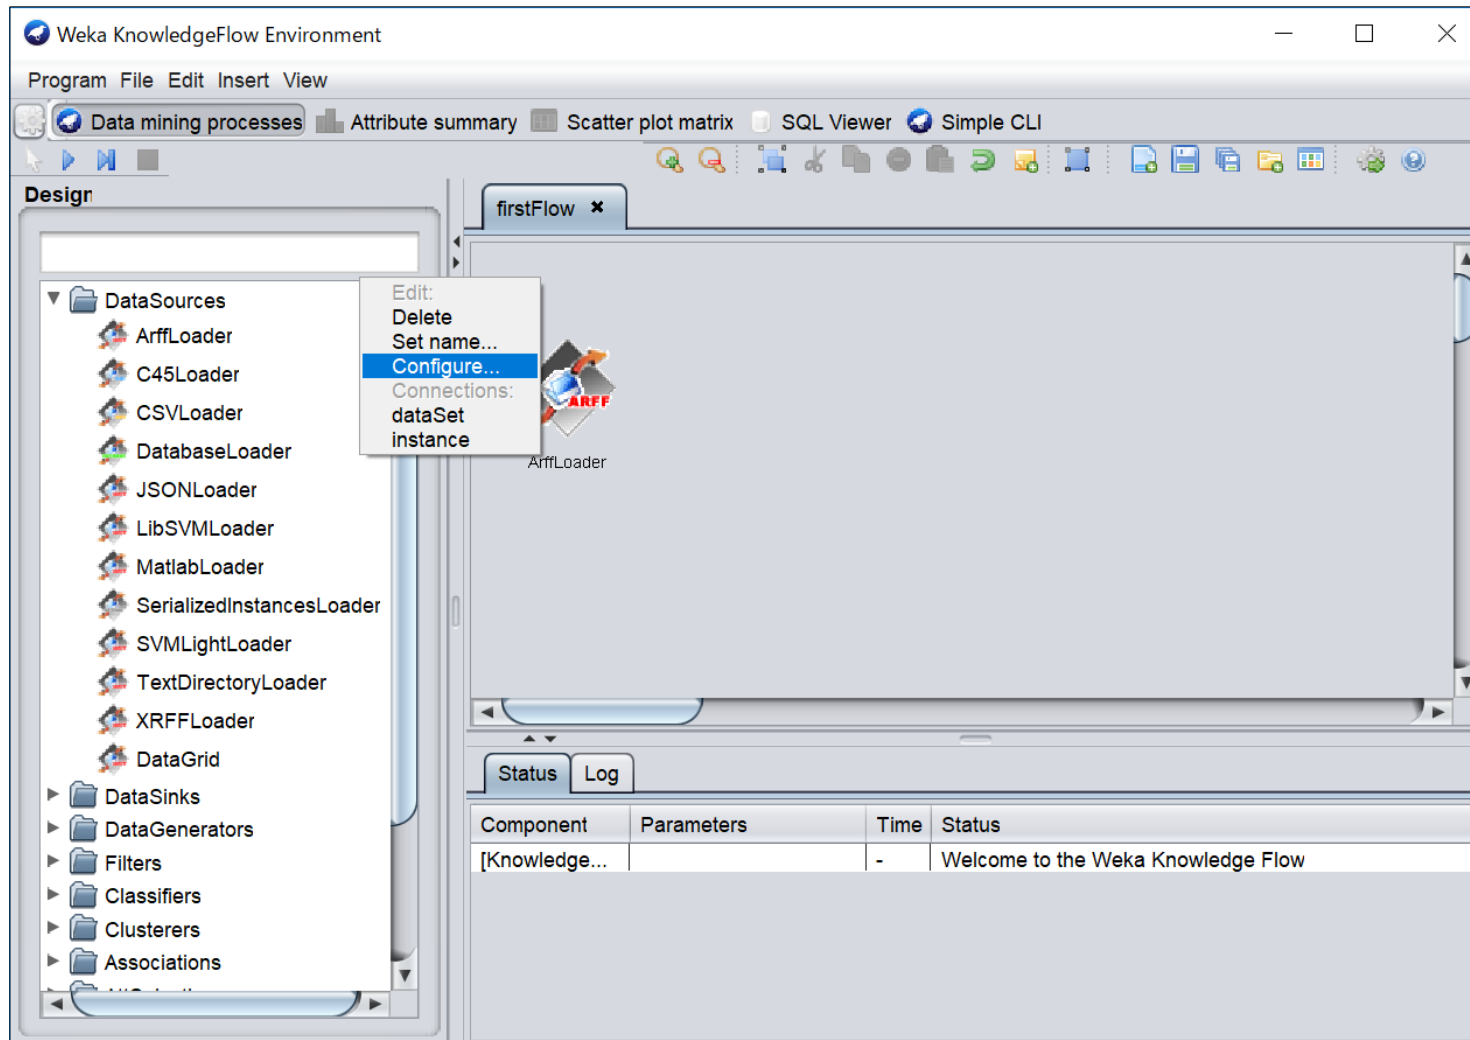 Weka KnowledgeFlow Environment
Program File Edit Insert View
Data mining processes Attribute summary Scatter plot matrix SQL Viewer Simple CLI
Design
firstFlow
DataSources
ArffLoader
C45Loader
CSVLoader
DatabaseLoader
JSONLoader
LibSVMLoader
MatlabLoader
SerializedInstancesLoader
SVMLightLoader
TextDirectoryLoader
XRFFLoader
DataGrid
DataSinks
DataGenerators
Filters
Classifiers
Clusterers
Associations
Edit:
Delete
Set name...
Configure...
Connections:
dataSet
instance
ARFF
ArffLoader
Status Log
Component Parameters Time Status
[Knowledge... - Welcome to the Weka Knowledge Flow